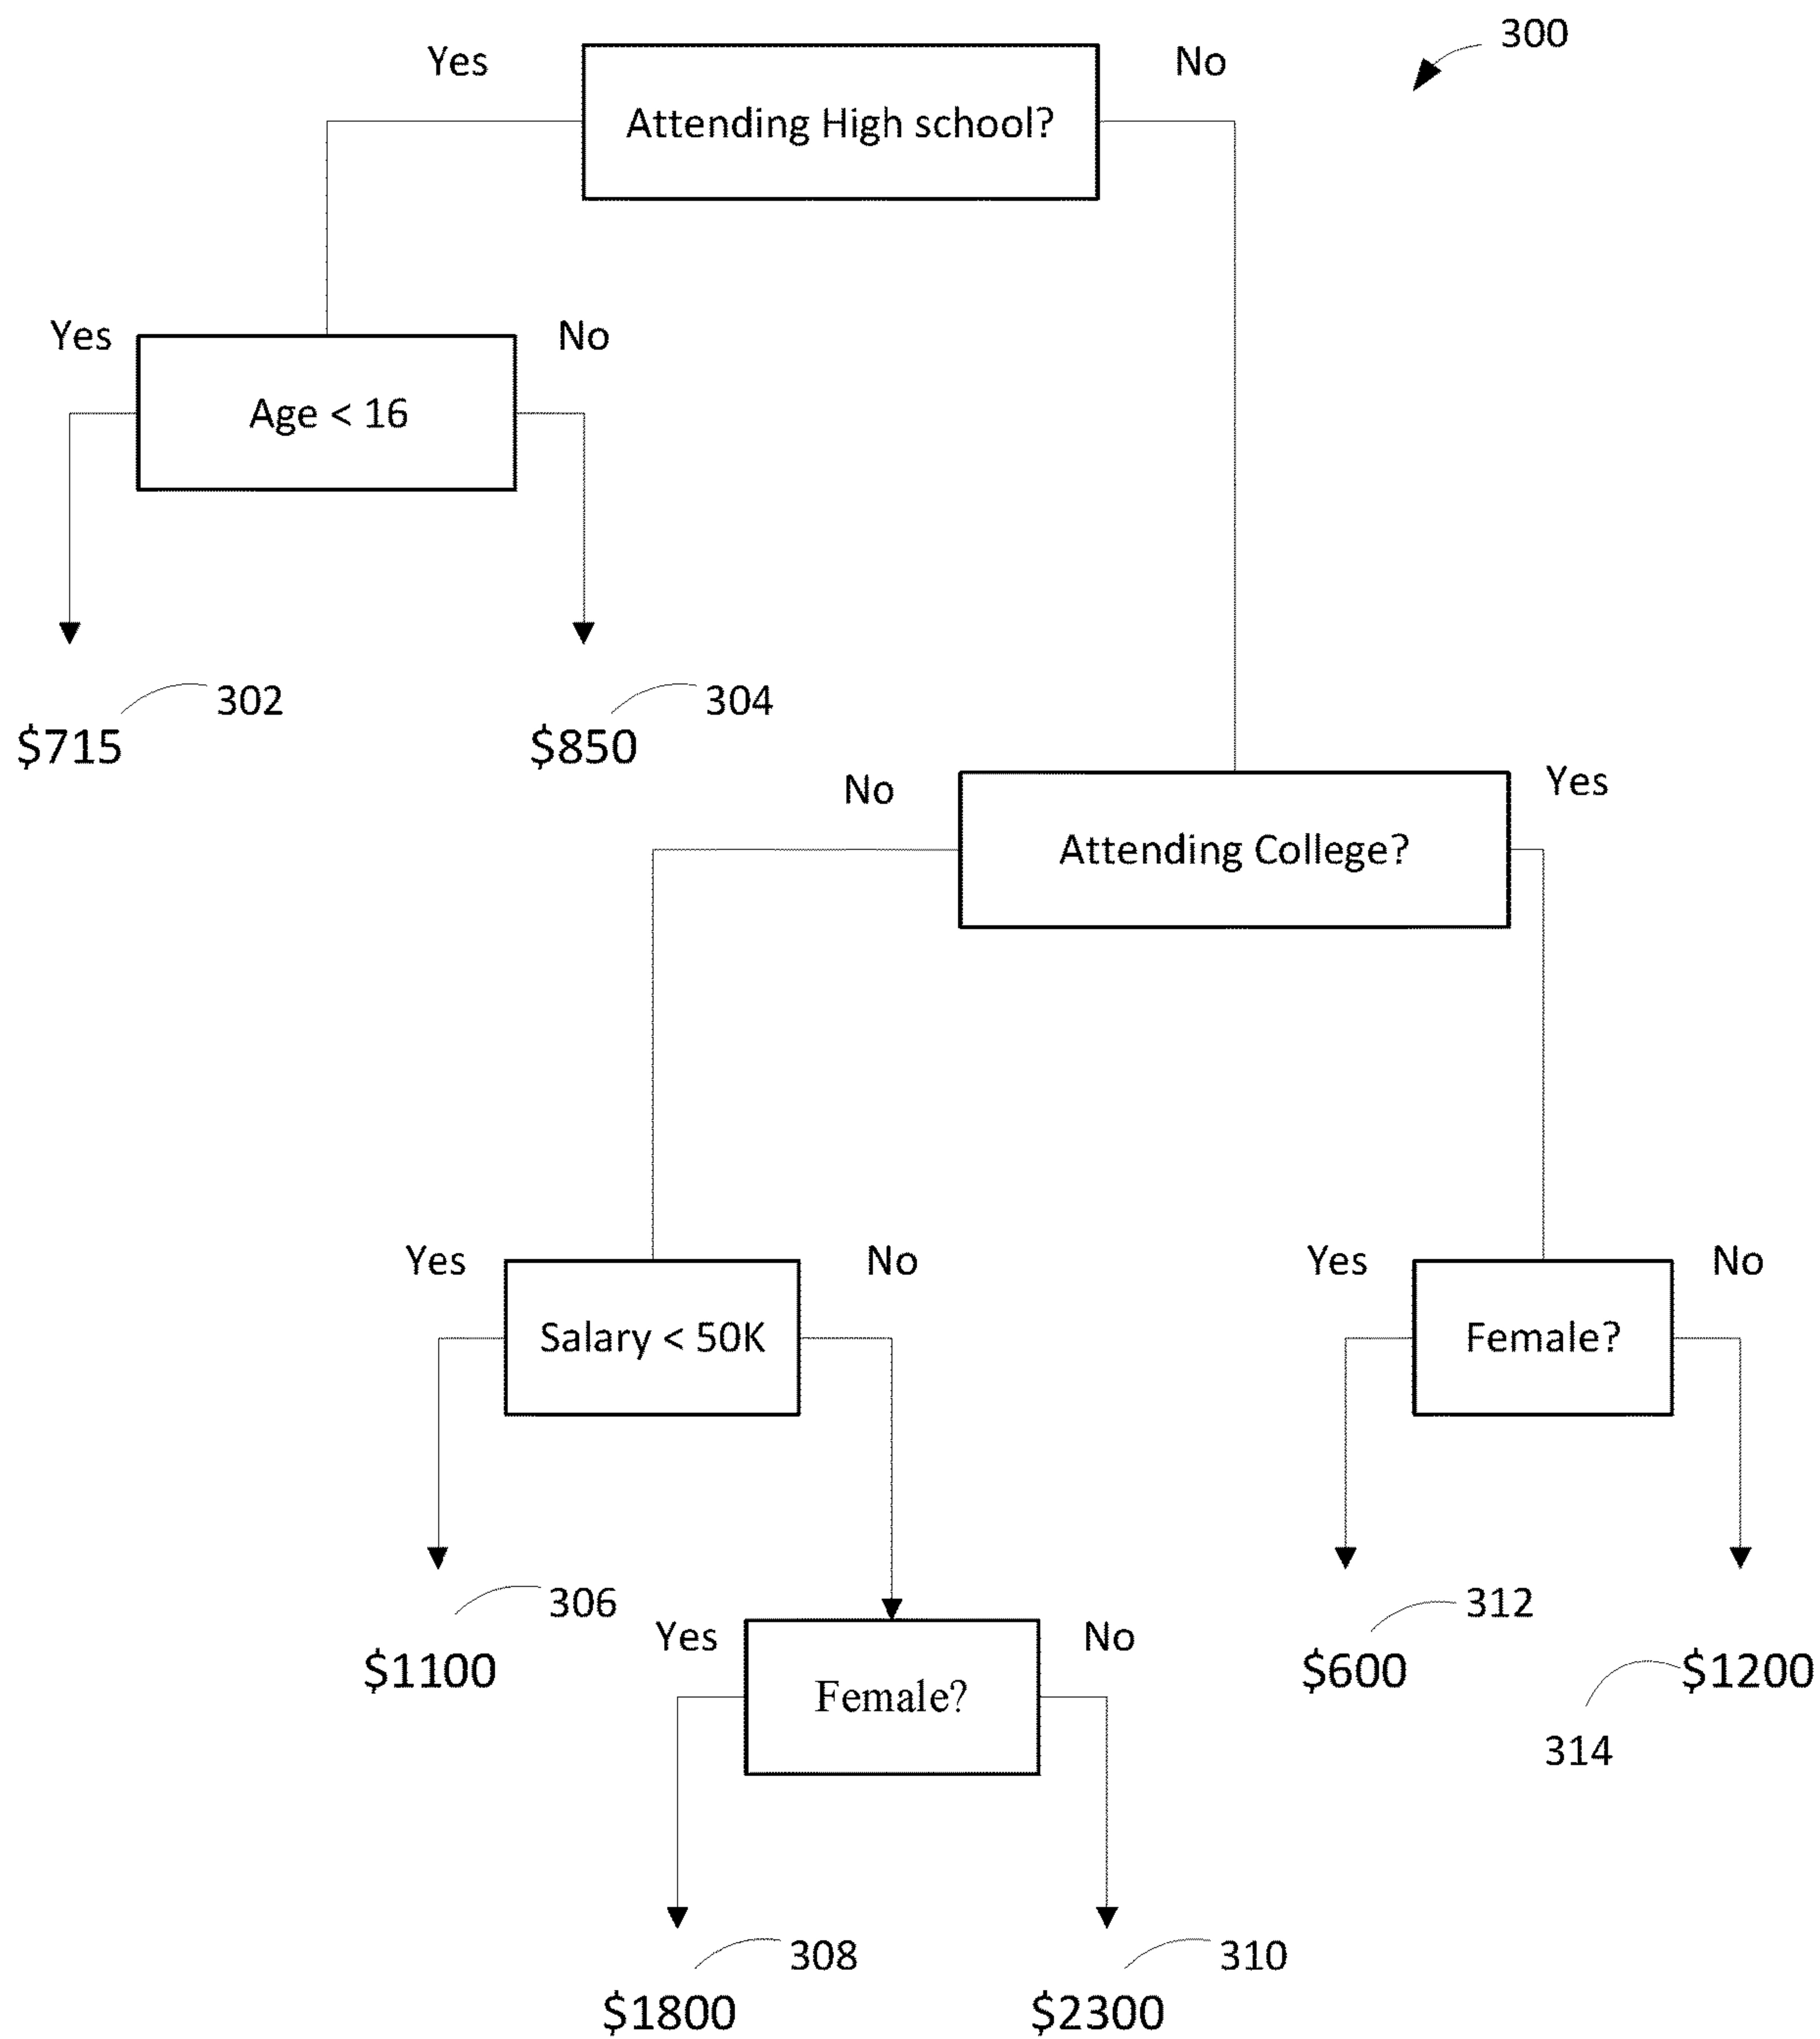 300
Yes
No
Attending High school?
Yes
No
Age < 16
302
304
$715
$850
No
Yes
Attending College?
Yes
No
Yes
No
Salary < 50K
Female?
306
312
$1100
Yes
No
$600
$1200
Female?
314
308
310
$1800
$2300